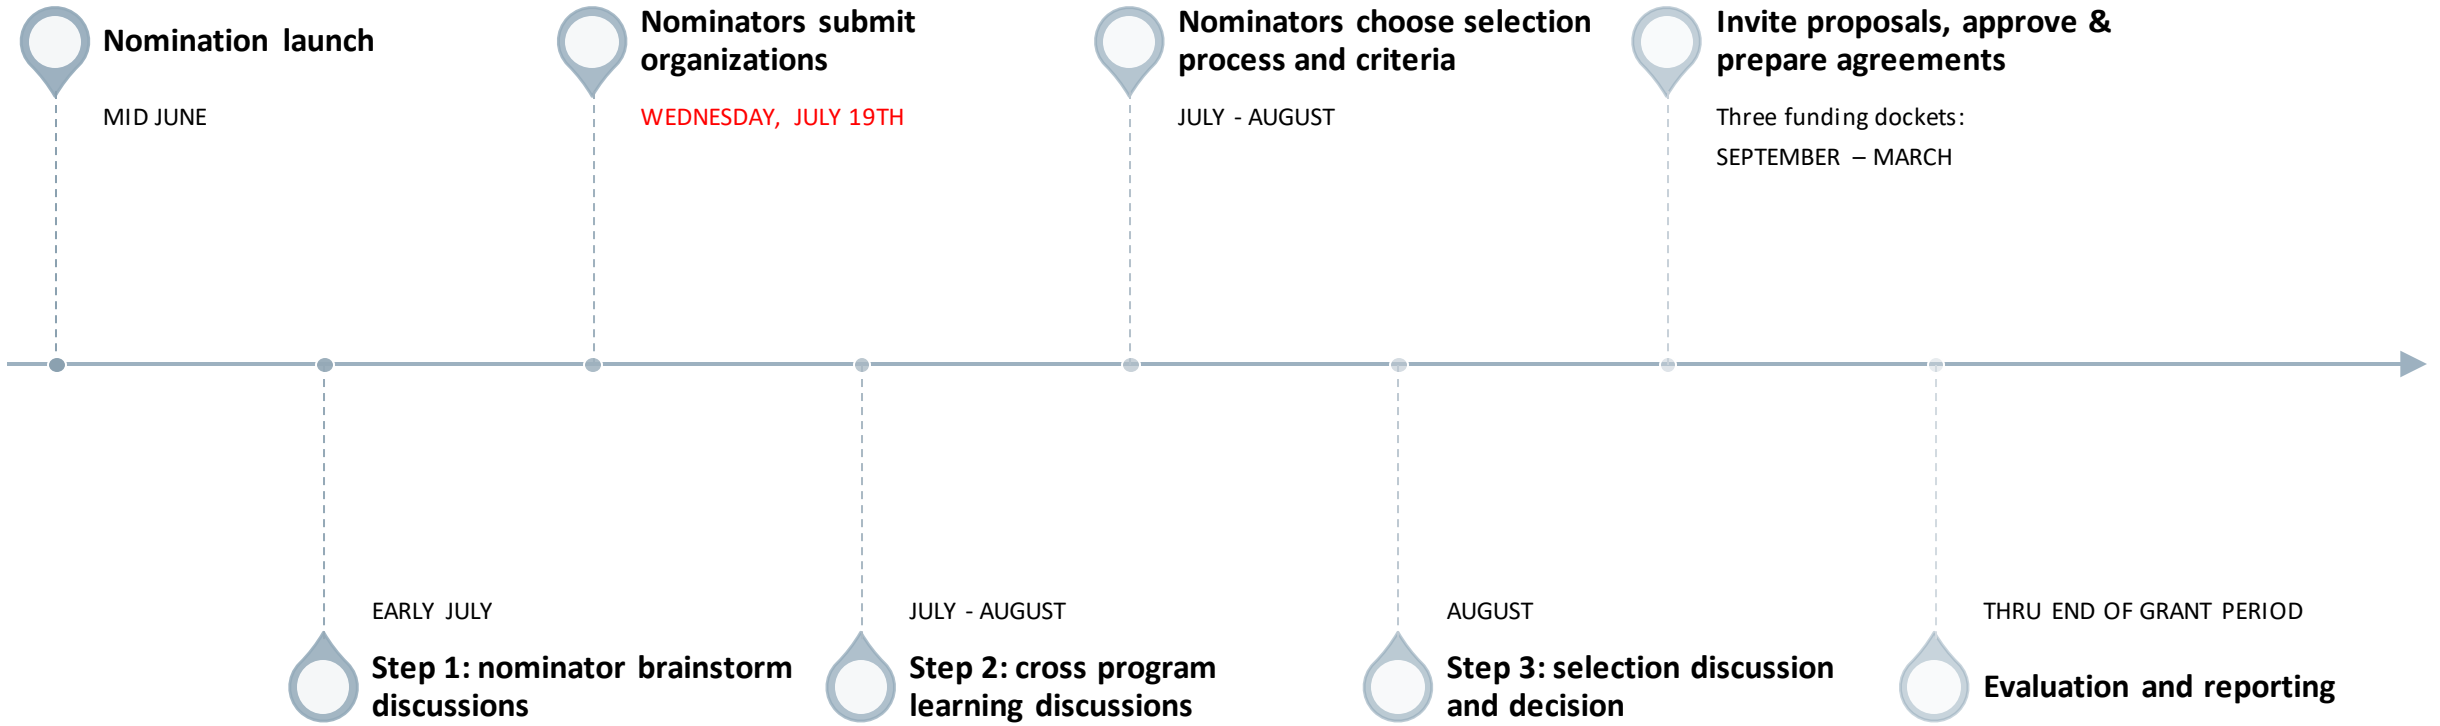 Nomination launch
MID JUNE
Nominators submit
organizations
WEDNESDAY, JULY 19TH
Nominators choose selection
process and criteria
JULY - AUGUST
Invite proposals, approve &
prepare agreements
Three funding dockets:
SEPTEMBER – MARCH
EARLY JULY
Step 1: nominator brainstorm
discussions
JULY - AUGUST
Step 2: cross program
learning discussions
AUGUST
Step 3: selection discussion
and decision
THRU END OF GRANT PERIOD
Evaluation and reporting